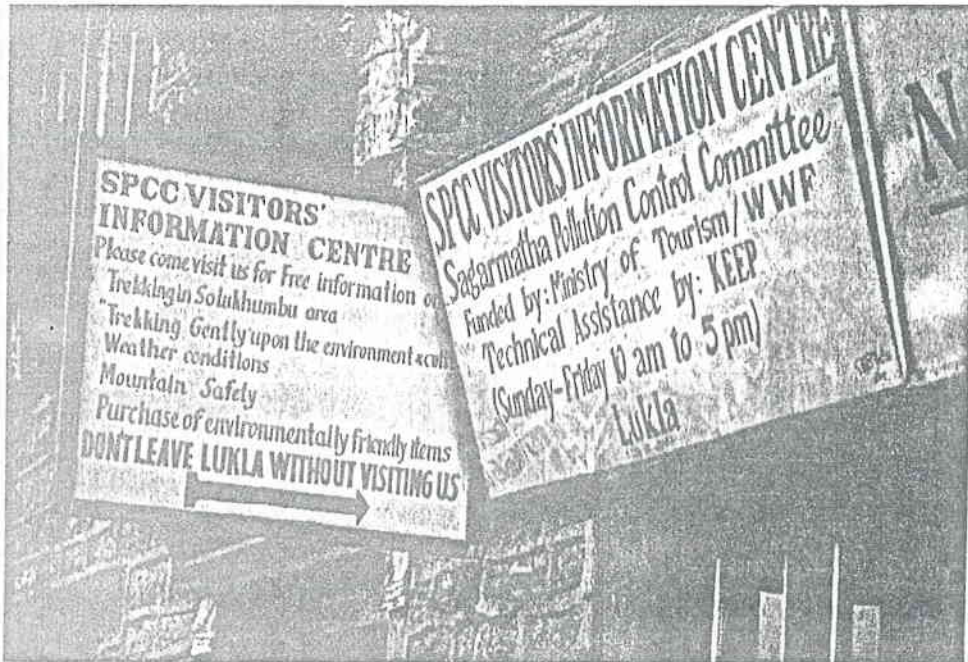 SPCC VISITORS'
INFORMATION CENTRE
Please come visit us for Free information
Trekking in Solukhumbu area
"Trekking Gently upon the environment &
Weather conditions
Mountain Safely
Purchase of environmentally friendly items
DON'T LEAVE LUKLA WITHOUT VISITING US
SPCC VISITORS' INFORMATION CENTRE
Sagarmatha Pollution Control Committee
Funded by: Ministry of Tourism/WWF
Technical Assistance by: KEEP
(Sunday-Friday 10 am to 5 pm)
Lukla
N